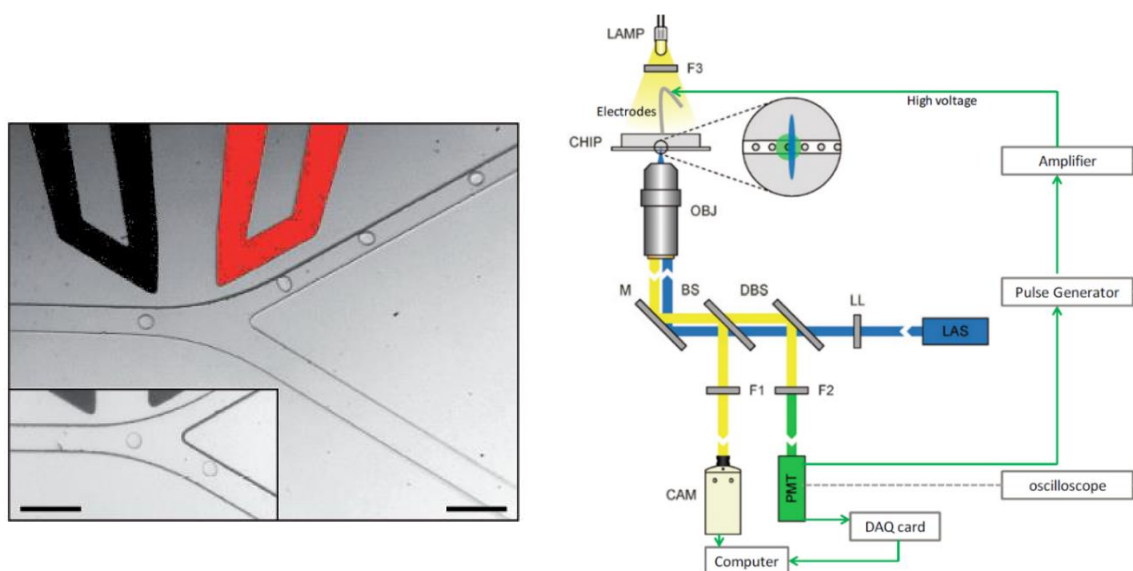 LAMP
F3
Electrodes
High voltage
CHIP
Amplifier
OBJ
M
BS
DBS
LL
Pulse Generator
LAS
F1
F2
CAM
PMT
oscilloscope
DAQ card
Computer